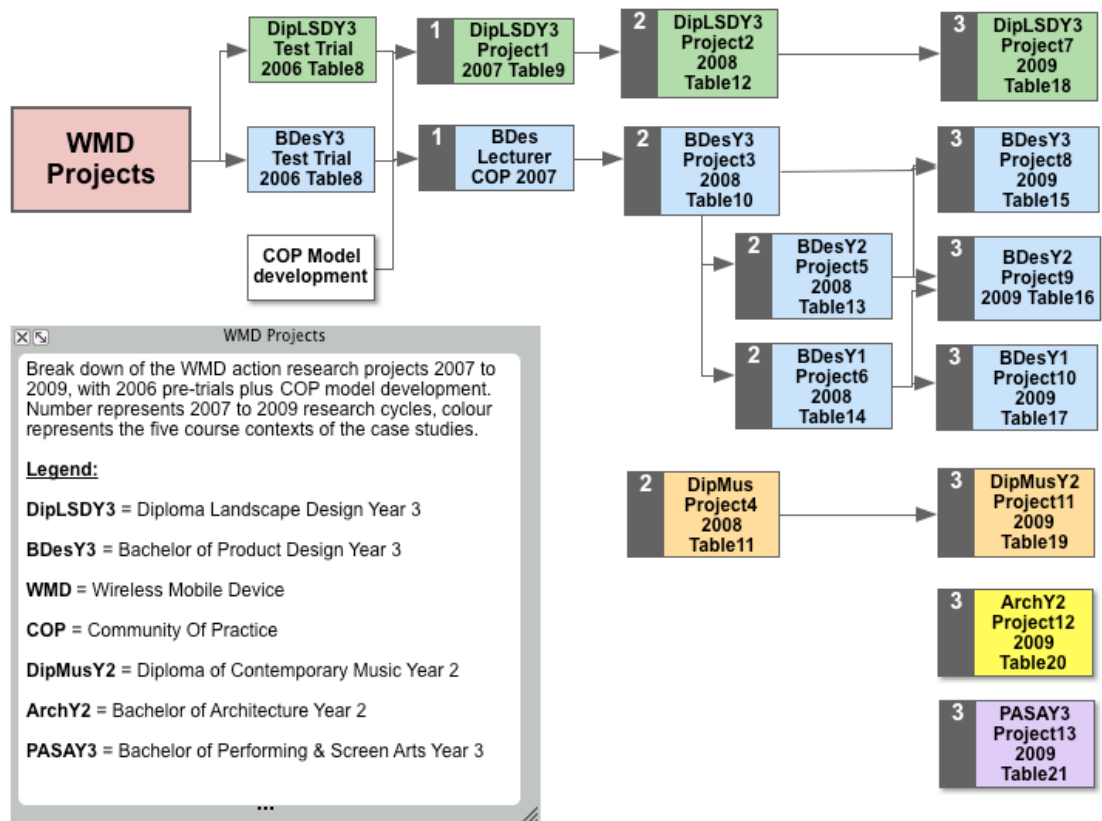 WMD
Projects
DipLSDY3
Test Trial
2006 Table8
1
DipLSDY3
Project1
2007 Table9
2
DipLSDY3
Project2
2008
Table12
3
DipLSDY3
Project7
2009
Table18
BDesY3
Test Trial
2006 Table8
1
BDes
Lecturer
COP 2007
2
BDesY3
Project3
2008
Table10
3
BDesY3
Project8
2009
Table15
COP Model
development
2
BDesY2
Project5
2008
Table13
3
BDesY2
Project9
2009 Table16
2
BDesY1
Project6
2008
Table14
3
BDesY1
Project10
2009
Table17
2
DipMus
Project4
2008
Table11
3
DipMusY2
Project11
2009
Table19
3
ArchY2
Project12
2009
Table20
3
PASAY3
Project13
2009
Table21
WMD Projects
Break down of the WMD action research projects 2007 to
2009, with 2006 pre-trials plus COP model development.
Number represents 2007 to 2009 research cycles, colour
represents the five course contexts of the case studies.
Legend:
DipLSDY3 = Diploma Landscape Design Year 3
BDesY3 = Bachelor of Product Design Year 3
WMD = Wireless Mobile Device
COP = Community Of Practice
DipMusY2 = Diploma of Contemporary Music Year 2
ArchY2 = Bachelor of Architecture Year 2
PASAY3 = Bachelor of Performing & Screen Arts Year 3
...